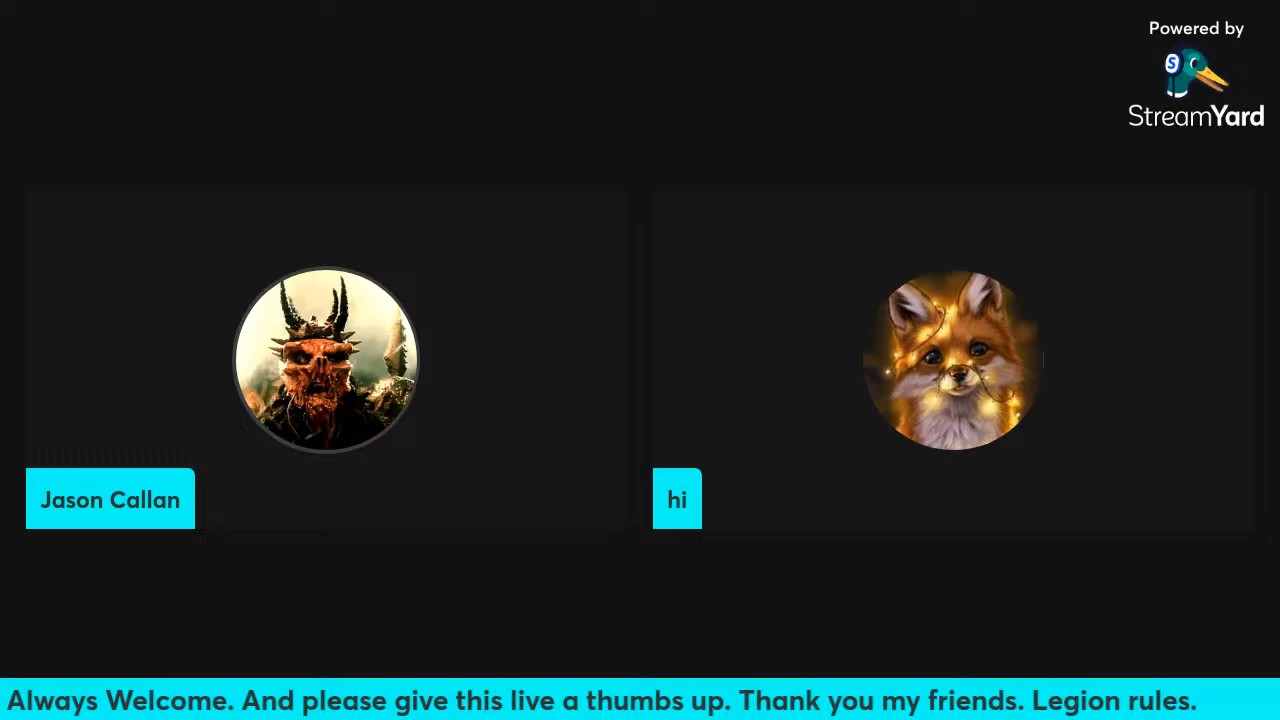 Powered by
S
StreamYard
Jason Callan
hi
Always Welcome. And please give this live a thumbs up. Thank you my friends. Legion rules.